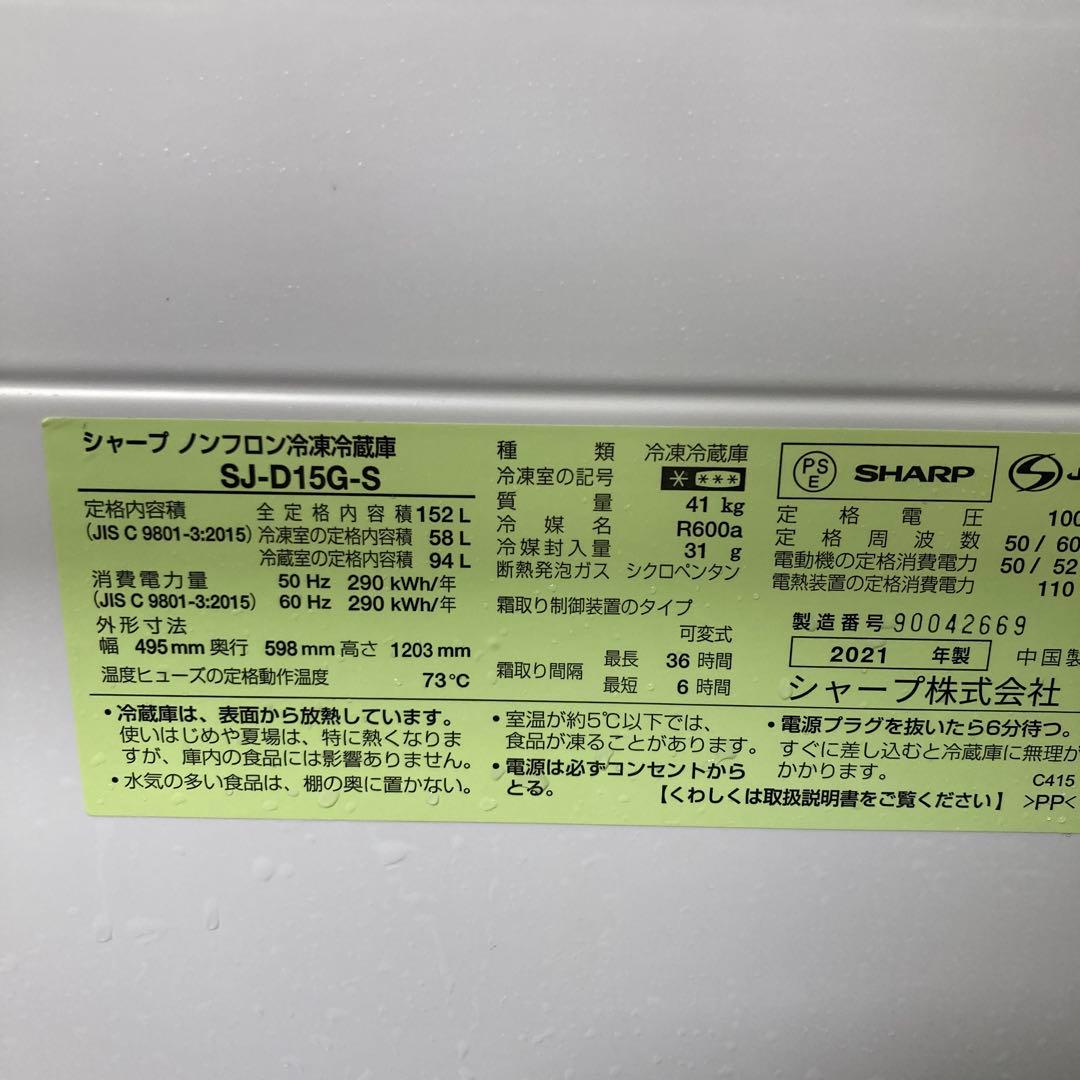 シャープ ノンフロン冷凍冷蔵庫
SJ-D15G-S
定格内容積 全定格内容積 152 L
(JIS C 9801-3:2015) 冷凍室の定格内容積 58 L
冷蔵室の定格内容積 94 L
消費電力量 50 Hz 290 kWh/年
(JIS C 9801-3:2015) 60 Hz 290 kWh/年
外形寸法
幅 495 mm 奥行 598 mm 高さ 1203 mm
温度ヒューズの定格動作温度 73℃
種類 冷凍冷蔵庫
冷凍室の記号 * ***
質量 41 kg
冷媒名 R600a
冷媒封入量 31 g
断熱発泡ガス シクロペンタン
霜取り制御装置のタイプ
可変式
霜取り間隔 最長 36 時間
最短 6 時間
PS E SHARP
定格電圧 100
定格周波数 50 / 60
電動機の定格消費電力 50 / 52
電熱装置の定格消費電力 110
製造番号 90042669
2021 年製 中国製
シャープ株式会社
・冷蔵庫は、表面から放熱しています。
使いはじめや夏場は、特に熱くなりま
すが、庫内の食品には影響ありません。
・水気の多い食品は、棚の奥に置かない。
・室温が約5℃以下では、
食品が凍ることがあります。
・電源は必ずコンセントから
とる。
・電源プラグを抜いたら6分待つ。
すぐに差し込むと冷蔵庫に無理が
かかります。
C415
【くわしくは取扱説明書をご覧ください】 >PP<